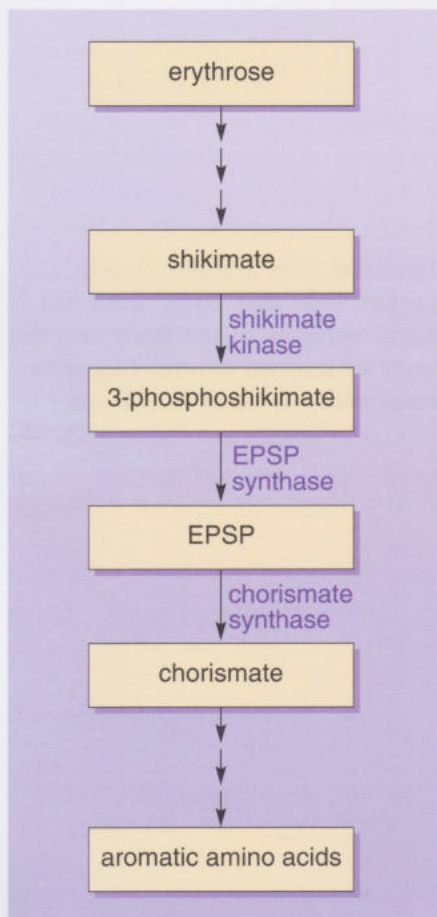 erythrose
shikimate
shikimate
kinase
3-phosphoshikimate
EPSP
synthase
EPSP
chorismate
synthase
chorismate
aromatic amino acids